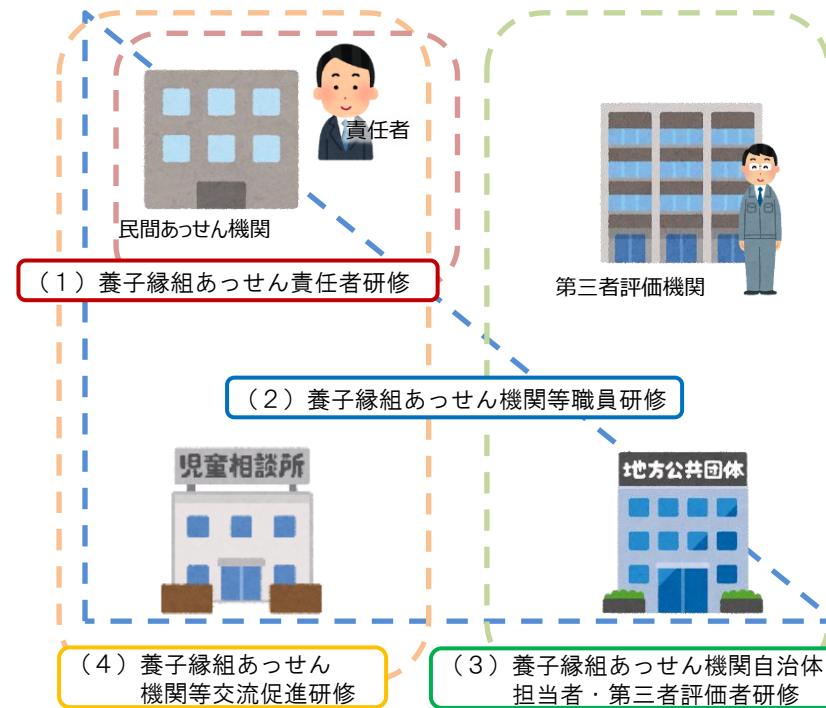 責任者
民間あっせん機関
(1)養子縁組あっせん責任者研修
第三者評価機関
(2)養子縁組あっせん機関等職員研修
児童相談所
地方公共団体
(4)養子縁組あっせん
機関等交流促進研修
(3)養子縁組あっせん機関自治体
担当者・第三者評価者研修